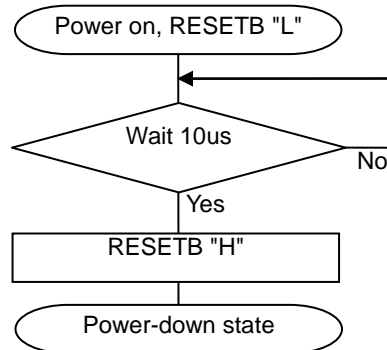 Power on, RESETB "L"
Wait 10us
No
Yes
RESETB "H"
Power-down state